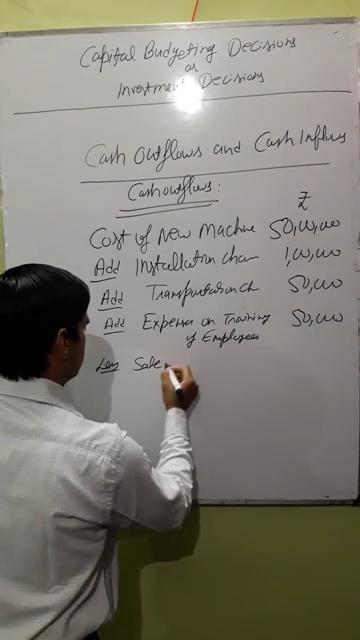 Capital Budgeting Decisions
or
Investment Decisions
Cash Outflows and Cash Inflows
Cash outflows:
₹
Cost of New Machine 50,00,000
Add Installation Char 1,00,000
Add Transportation Ch 50,000
Add Expenses on Training 50,000
of Employees
Less Sale